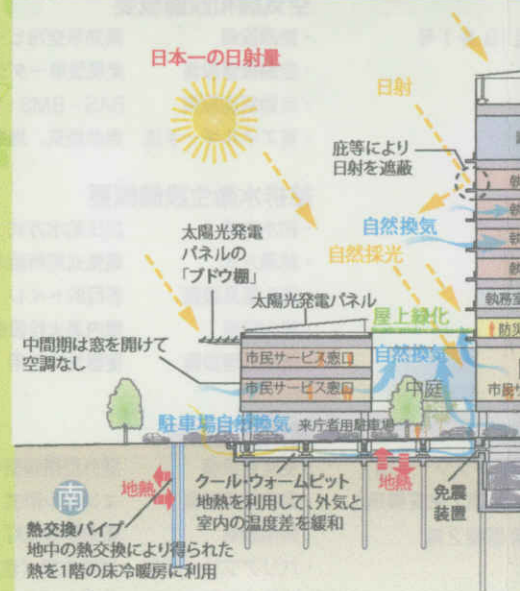 日本一の日射量
日射
庇等により
日射を遮蔽
自然換気
自然採光
太陽光発電
パネルの
「ブドウ棚」
太陽光発電パネル
屋上緑化
執務室
防災
中間期は窓を開けて
空調なし
市民サービス窓口
市民サービス窓口
自然換気
中庭
市民サ
駐車場自然換気
来庁者用駐車場
南
地熱
クール・ウォームピット
地熱を利用して、外気と
室内の温度差を緩和
地熱
免震
装置
熱交換パイプ
地中の熱交換により得られた
熱を1階の床冷暖房に利用